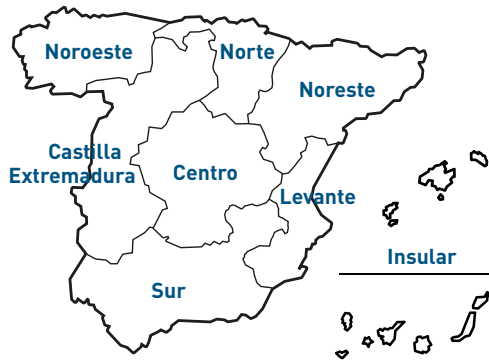 Noroeste
Norte
Noreste
Castilla
Extremadura
Centro
Levante
Insular
Sur